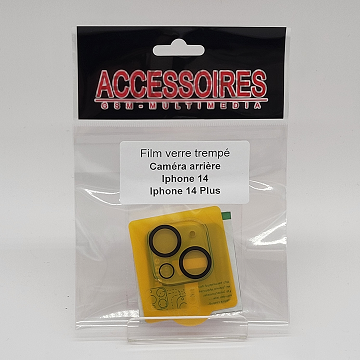 ACCESSOIRES
GSM-MULTIMEDIA
Film verre trempé
Caméra arrière
Iphone 14
Iphone 14 Plus